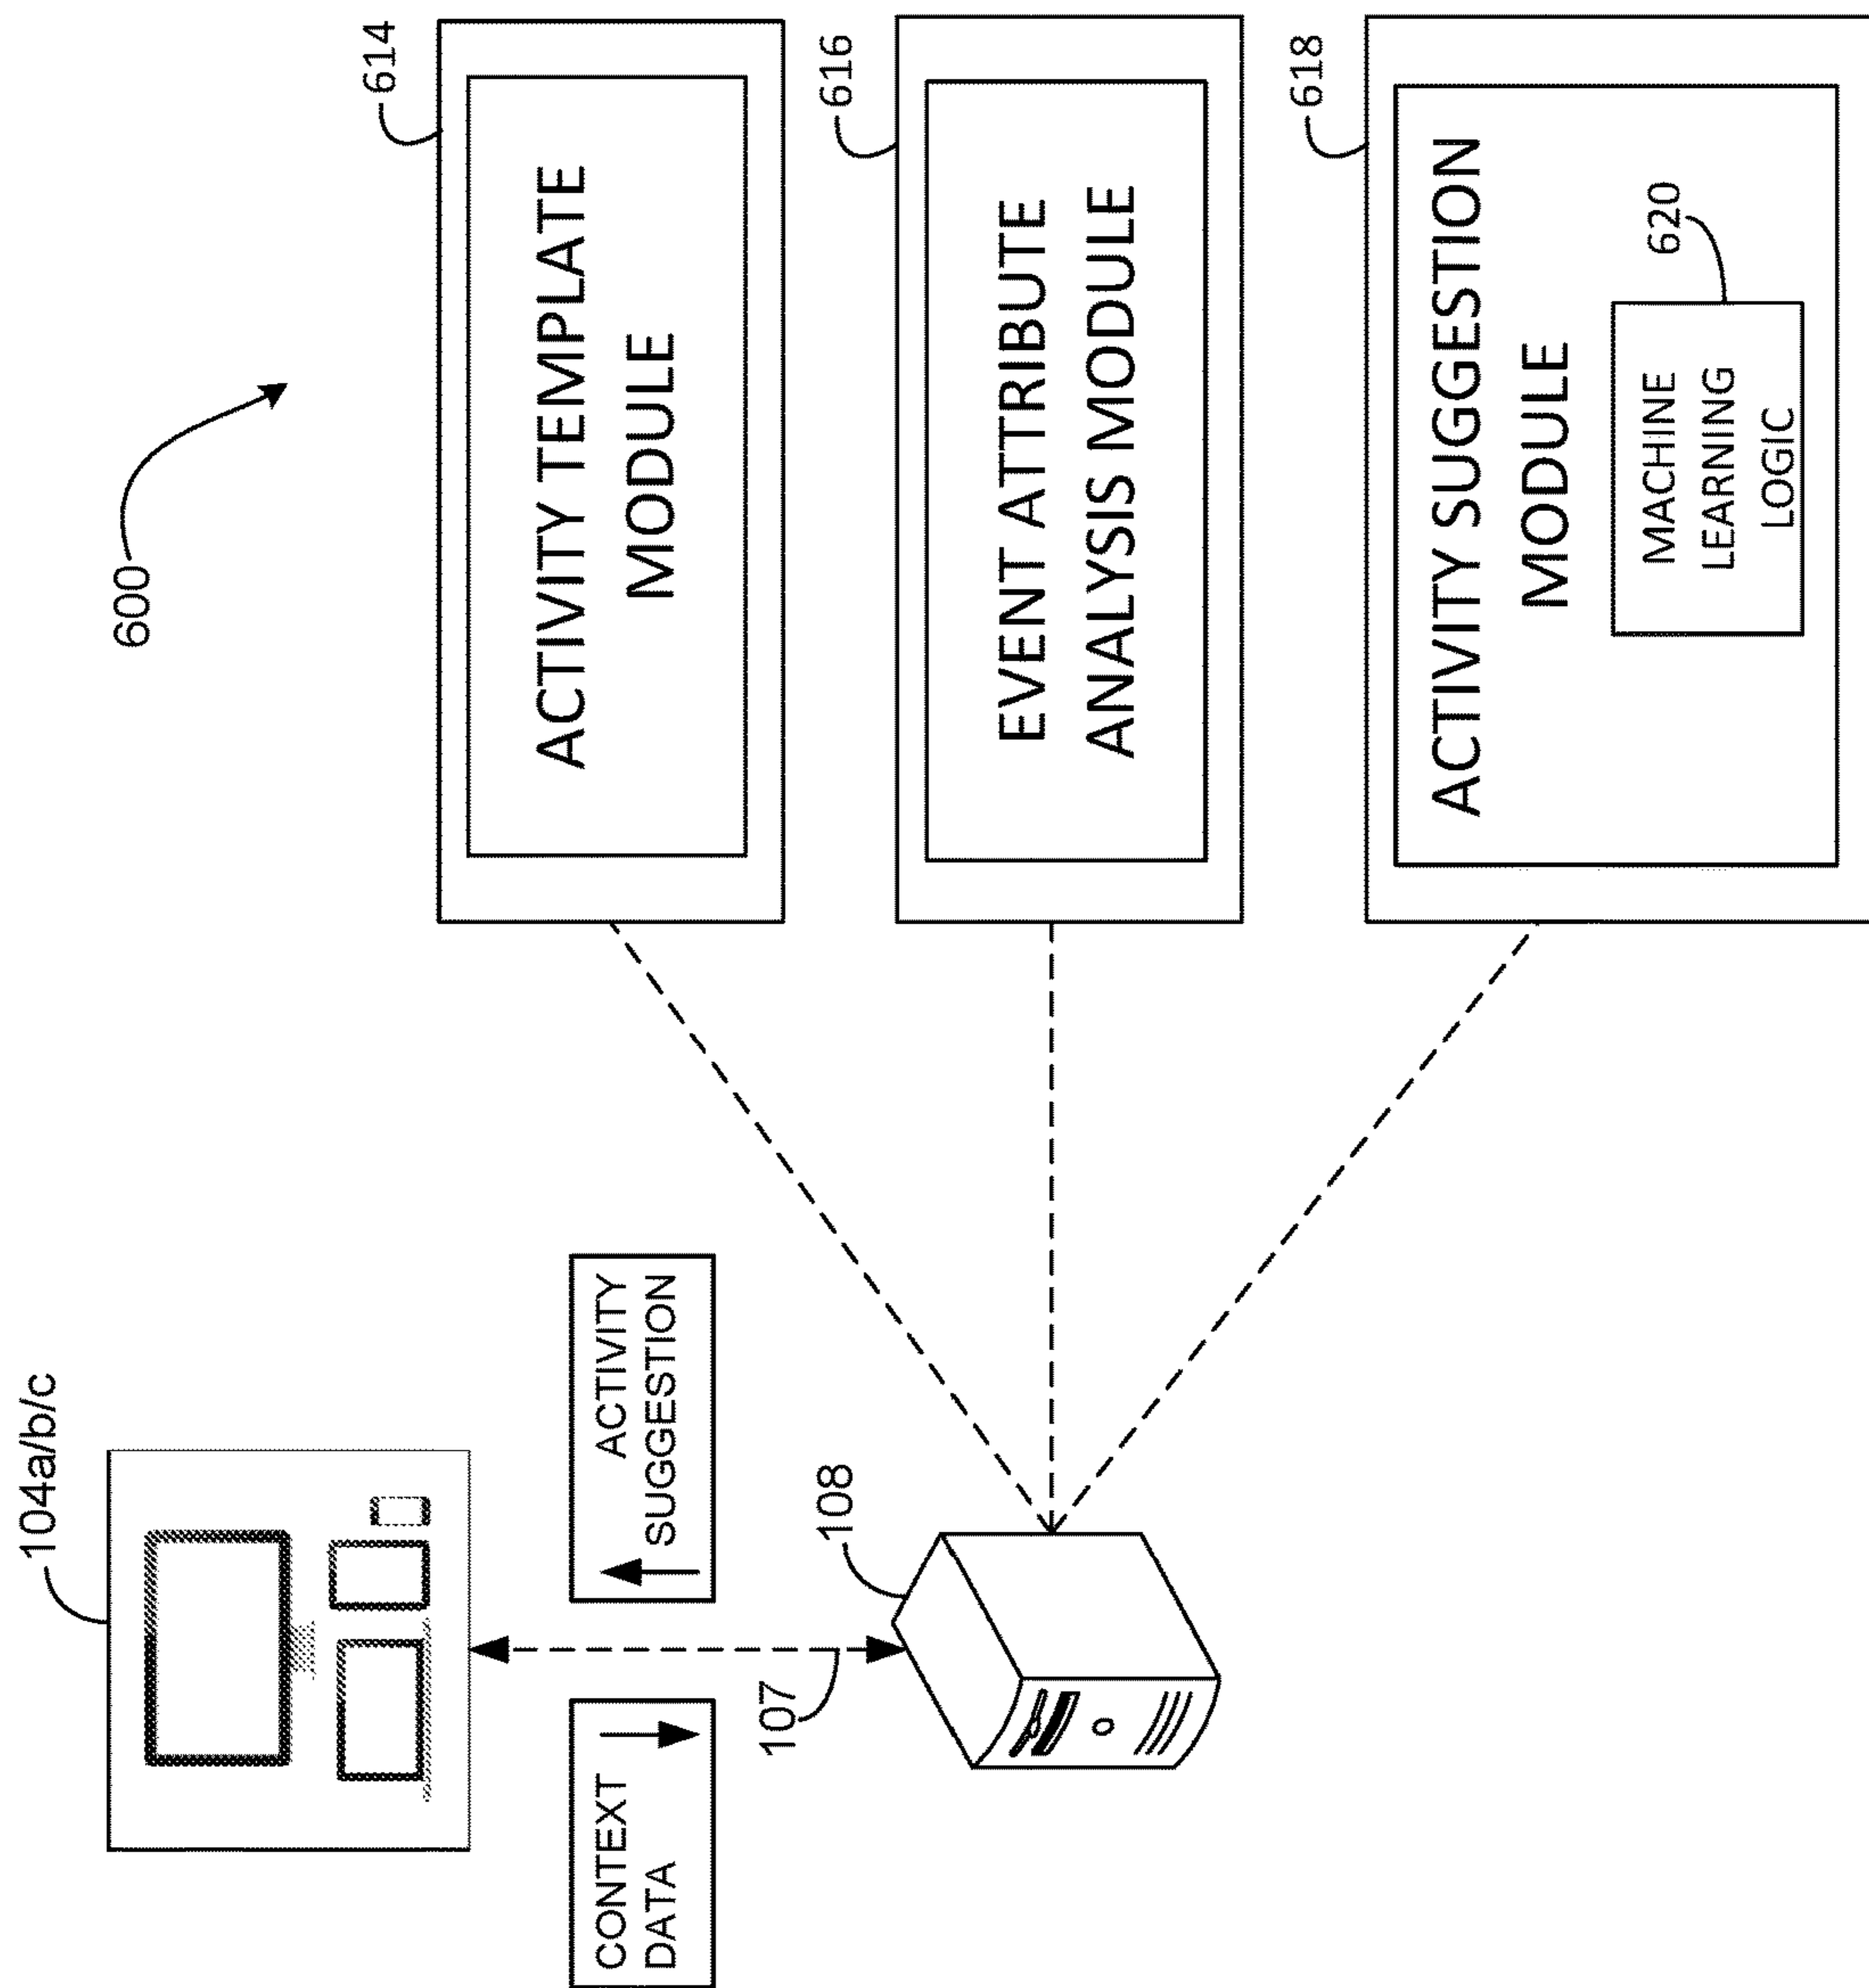 600
104a/b/c
CONTEXT
DATA
ACTIVITY
SUGGESTION
107
108
614
ACTIVITY TEMPLATE
MODULE
616
EVENT ATTRIBUTE
ANALYSIS MODULE
618
ACTIVITY SUGGESTION
MODULE
620
MACHINE
LEARNING
LOGIC